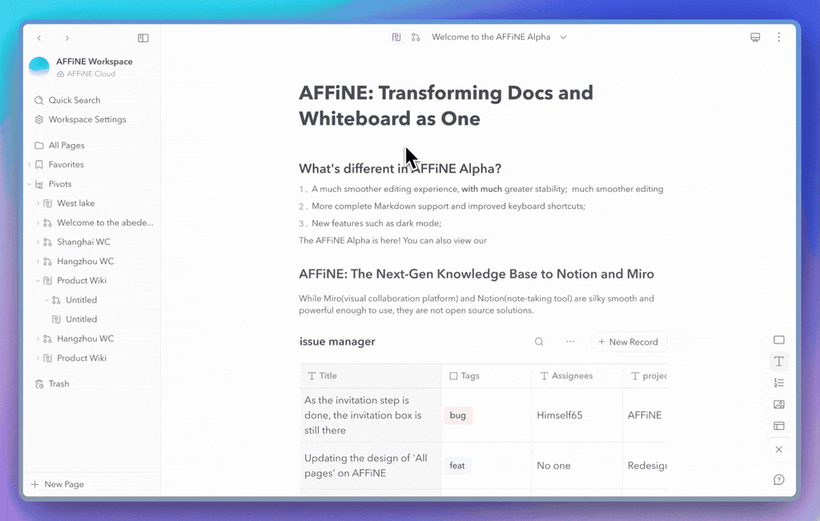 Welcome to the AFFiNE Alpha
AFFiNE Workspace
AFFiNE Cloud
Quick Search
Workspace Settings
All Pages
Favorites
Pivots
West lake
Welcome to the abede...
Shanghai WC
Hangzhou WC
Product Wiki
Untitled
Untitled
Hangzhou WC
Product Wiki
Trash
New Page
AFFiNE: Transforming Docs and
Whiteboard as One
What's different in AFFiNE Alpha?
1. A much smoother editing experience, with much greater stability; much smoother editing
2. More complete Markdown support and improved keyboard shortcuts;
3. New features such as dark mode;
The AFFiNE Alpha is here! You can also view our
AFFiNE: The Next-Gen Knowledge Base to Notion and Miro
While Miro(visual collaboration platform) and Notion(note-taking tool) are silky smooth and
powerful enough to use, they are not open source solutions.
issue manager
+ New Record
Title Tags Assignees projec
As the invitation step is
done, the invitation box is
still there
bug Himself65 AFFiNE
Updating the design of 'All
pages' on AFFiNE
feat No one Redesign